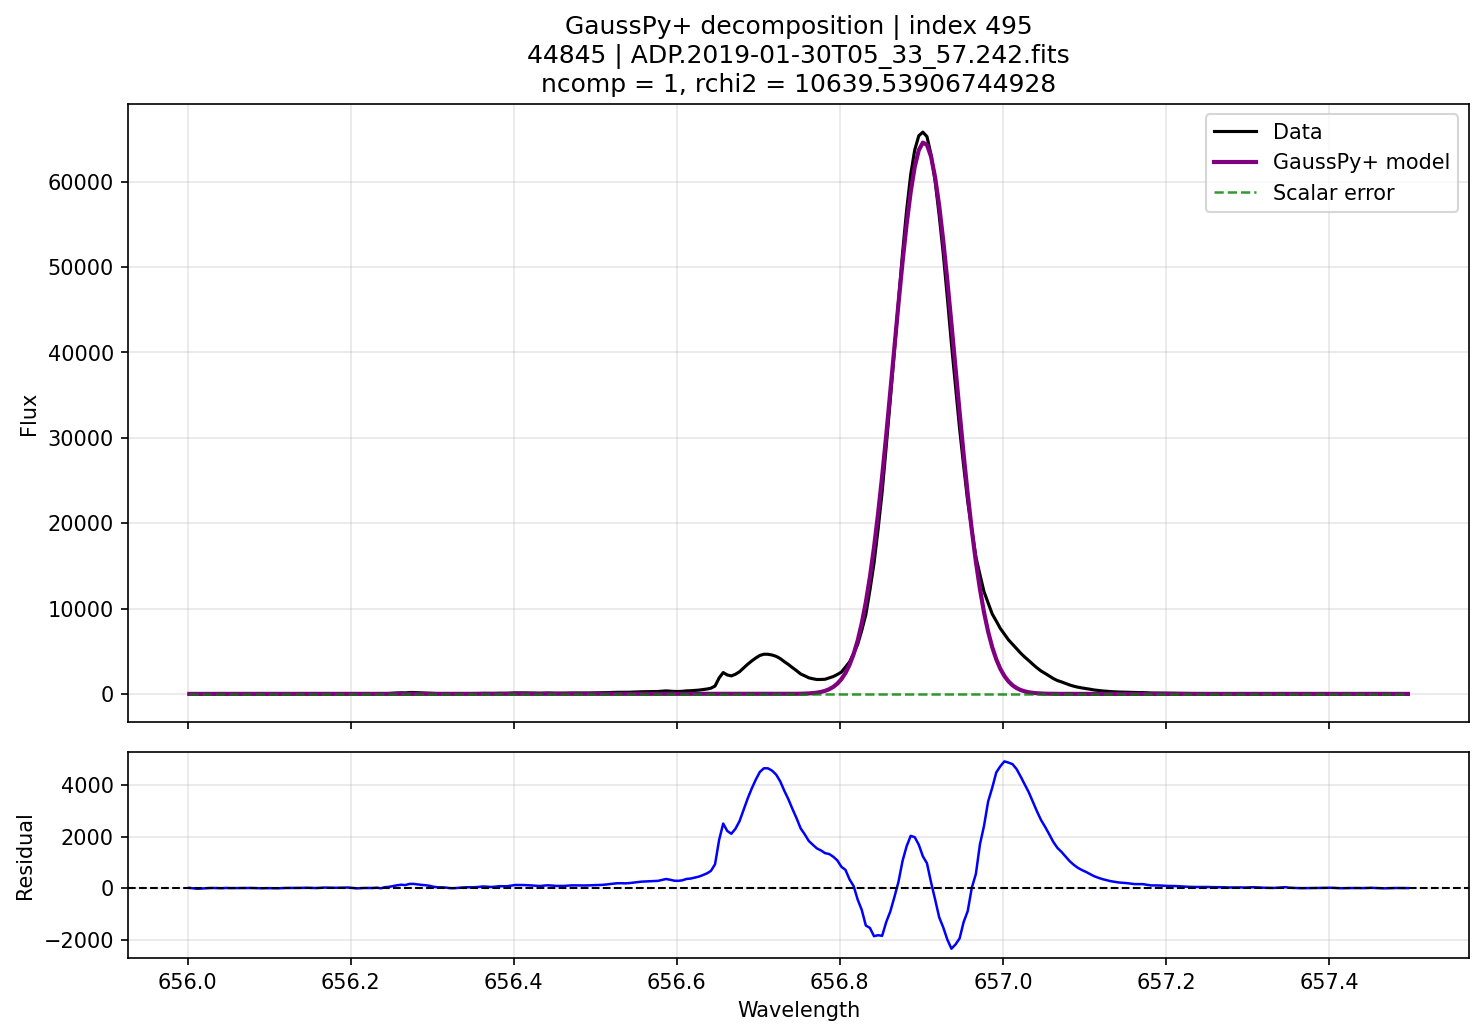 GaussPy+ decomposition | index 495
44845 | ADP.2019-01-30T05_33_57.242.fits
ncomp = 1, rchi2 = 10639.53906744928
Data
GaussPy+ model
Scalar error
Flux
60000
50000
40000
30000
20000
10000
0
Residual
4000
2000
0
−2000
656.0
656.2
656.4
656.6
656.8
657.0
657.2
657.4
Wavelength